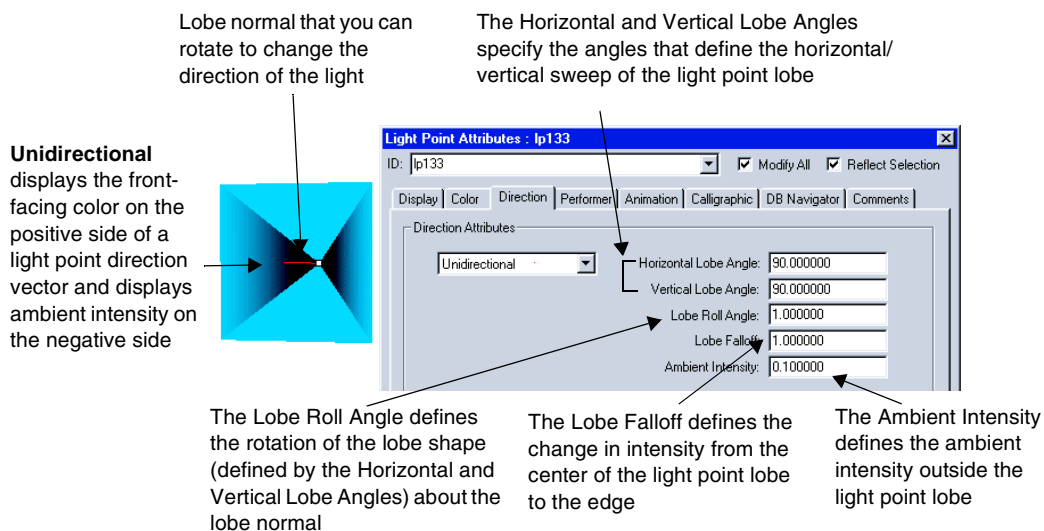 Lobe normal that you can
rotate to change the
direction of the light
The Horizontal and Vertical Lobe Angles
specify the angles that define the horizontal/
vertical sweep of the light point lobe
Unidirectional
displays the front-
facing color on the
positive side of a
light point direction
vector and displays
ambient intensity on
the negative side
Light Point Attributes : lp133
ID: lp133 Modify All Reflect Selection
Display Color Direction Performer Animation Calligraphic DB Navigator Comments
Direction Attributes
Unidirectional
Horizontal Lobe Angle: 90.000000
Vertical Lobe Angle: 90.000000
Lobe Roll Angle: 1.000000
Lobe Falloff: 1.000000
Ambient Intensity: 0.100000
The Lobe Roll Angle defines
the rotation of the lobe shape
(defined by the Horizontal and
Vertical Lobe Angles) about the
lobe normal
The Lobe Falloff defines the
change in intensity from the
center of the light point lobe
to the edge
The Ambient Intensity
defines the ambient
intensity outside the
light point lobe